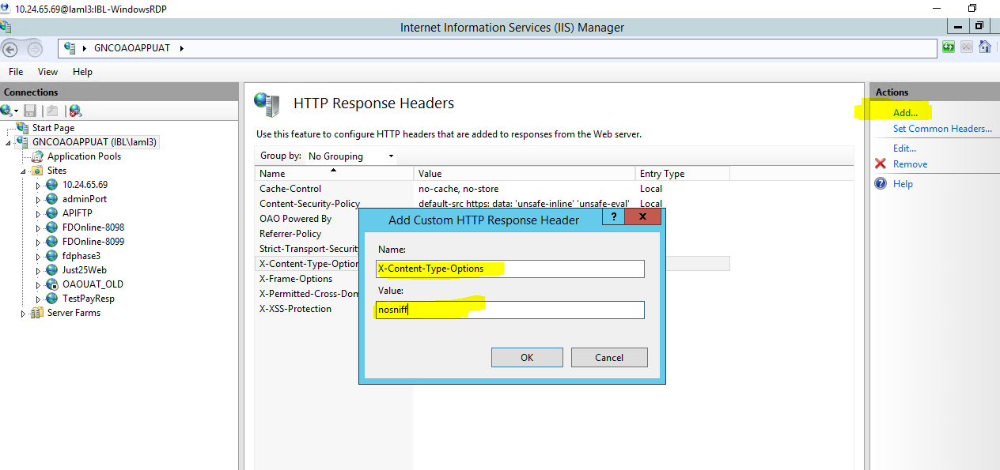 10.24.65.69@laml3:IBL-WindowsRDP
Internet Information Services (IIS) Manager
GNCOAOAPPUAT
File View Help
Connections
Start Page
GNCOAOAPPUAT (IBL\laml3)
Application Pools
Sites
10.24.65.69
adminPort
APIFTP
FDOnline-8098
FDOnline-8099
fdphase3
Just25Web
OAOUAT_OLD
TestPayResp
Server Farms
HTTP Response Headers
Use this feature to configure HTTP headers that are added to responses from the Web server.
Group by: No Grouping
Name Value Entry Type
Cache-Control no-cache, no-store Local
Content-Security-Policy default-src https: data: 'unsafe-inline' 'unsafe-eval' Local
OAO Powered By
Referrer-Policy
Strict-Transport-Security
X-Content-Type-Option
X-Frame-Options
X-Permitted-Cross-Dom
X-XSS-Protection
Add Custom HTTP Response Header
? X
Name:
X-Content-Type-Options
Value:
nosniff
OK Cancel
Actions
Add...
Set Common Headers...
Edit...
Remove
Help